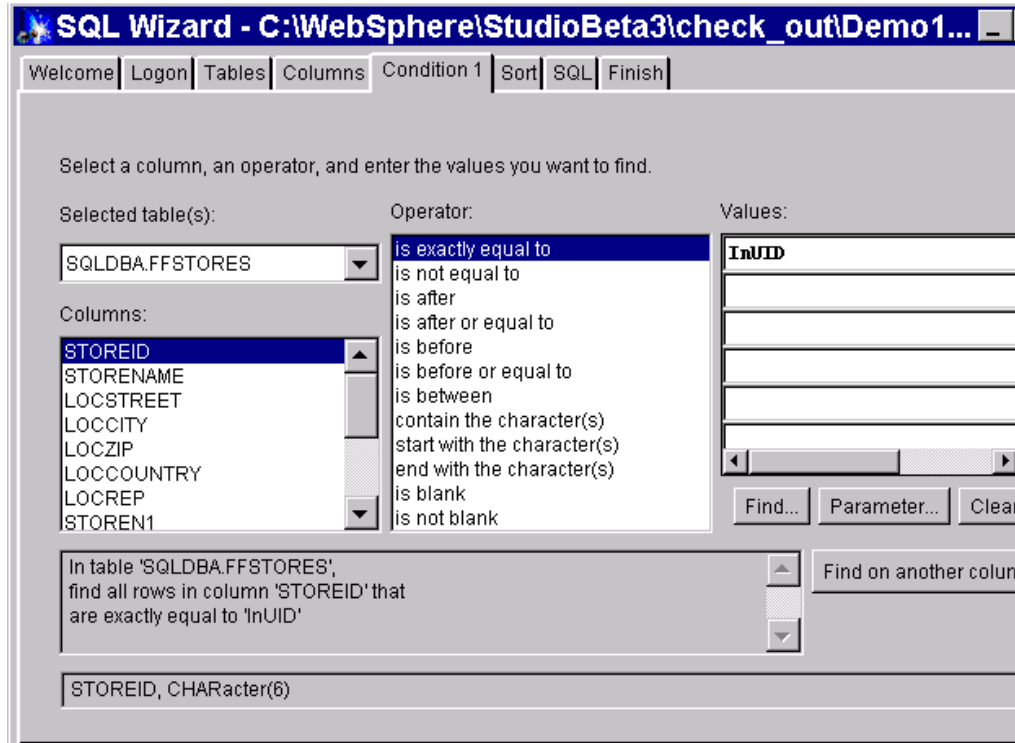 SQL Wizard - C:\WebSphere\StudioBeta3\check_out\Demo1...
Welcome Logon Tables Columns Condition 1 Sort SQL Finish
Select a column, an operator, and enter the values you want to find.
Selected table(s):
SQLDBA.FFSTORES
Columns:
STOREID
STORENAME
LOCSTREET
LOCCITY
LOCZIP
LOCCOUNTRY
LOCREP
STOREN1
Operator:
is exactly equal to
is not equal to
is after
is after or equal to
is before
is before or equal to
is between
contain the character(s)
start with the character(s)
end with the character(s)
is blank
is not blank
Values:
InUID
Find... Parameter... Clear
In table 'SQLDBA.FFSTORES',
find all rows in column 'STOREID' that
are exactly equal to 'InUID'
Find on another colun
STOREID, CHARacter(6)